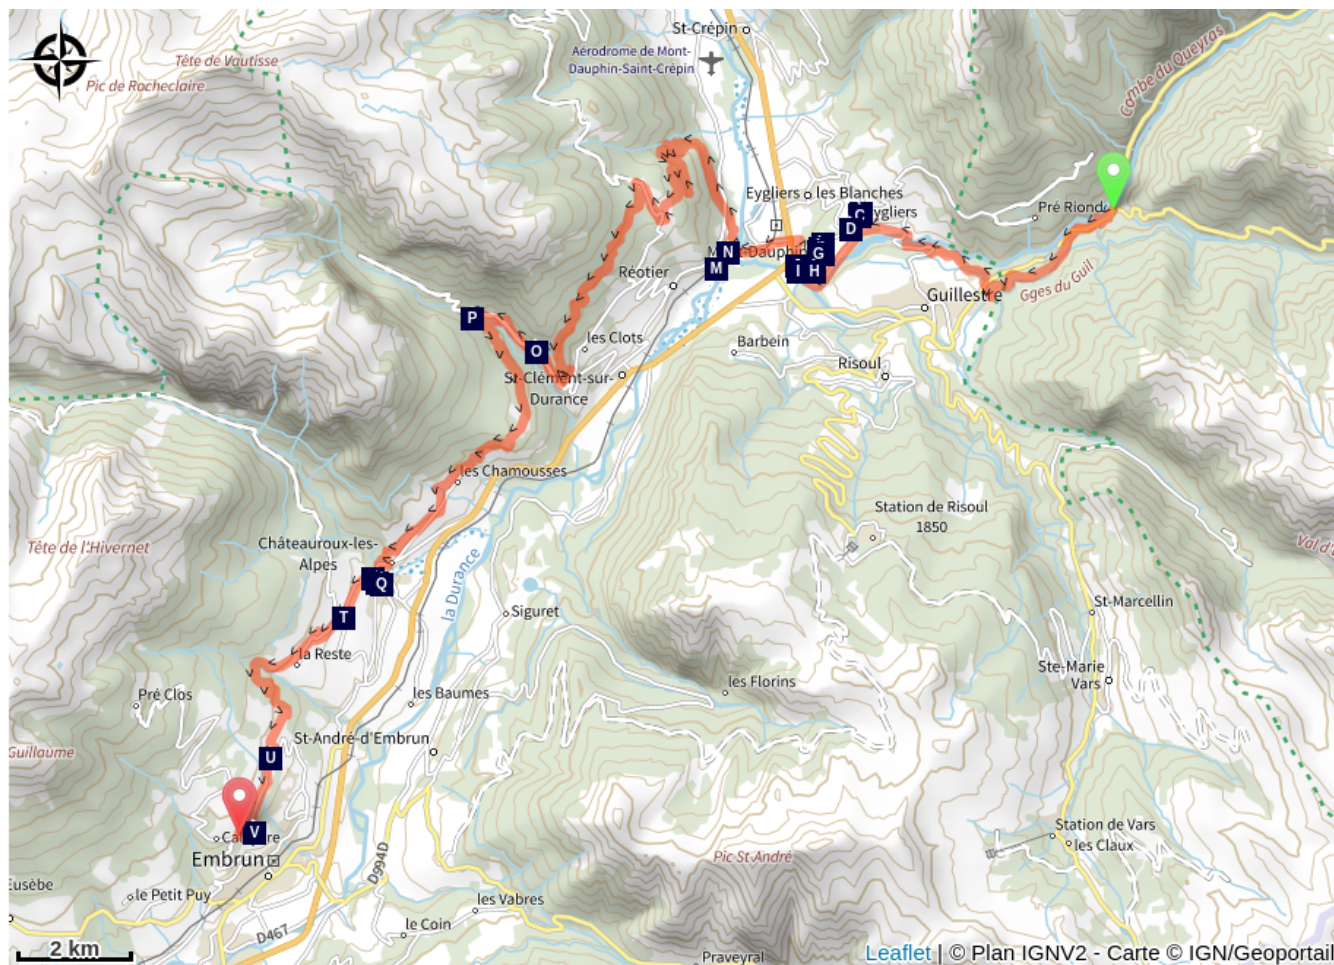 St-Crépin
Aérodrome de Mont-
Dauphin-Saint-Crépin
Tête de Vautisse
Pic de Rocheclaire
Combe du Queyras
Eygliers
les Blanches
Pré Riond
D
M
N
G
I
H
Réotier
Guillestre
Gges du Guil
P
O
les Clots
Barbein
Risoul
St-Clément-sur-
Durance
les Chamousses
Station de Risoul
1850
Tête de l'Hivernet
Châteauroux-les-
Alpes
Q
la Durance
Siguret
St-Marcellin
T
la Reste
Ste-Marie
Vars
Pré Clos
les Baumes
les Florins
St-André-d'Embrun
Guillaume
U
V
Embrun
Station de Vars
les Claux
Pic St-André
D994D
le Petit Puy
les Vabres
le Coin
D467
Praveyral
2 km
Leaflet | © Plan IGNV2 - Carte © IGN/Geoportail